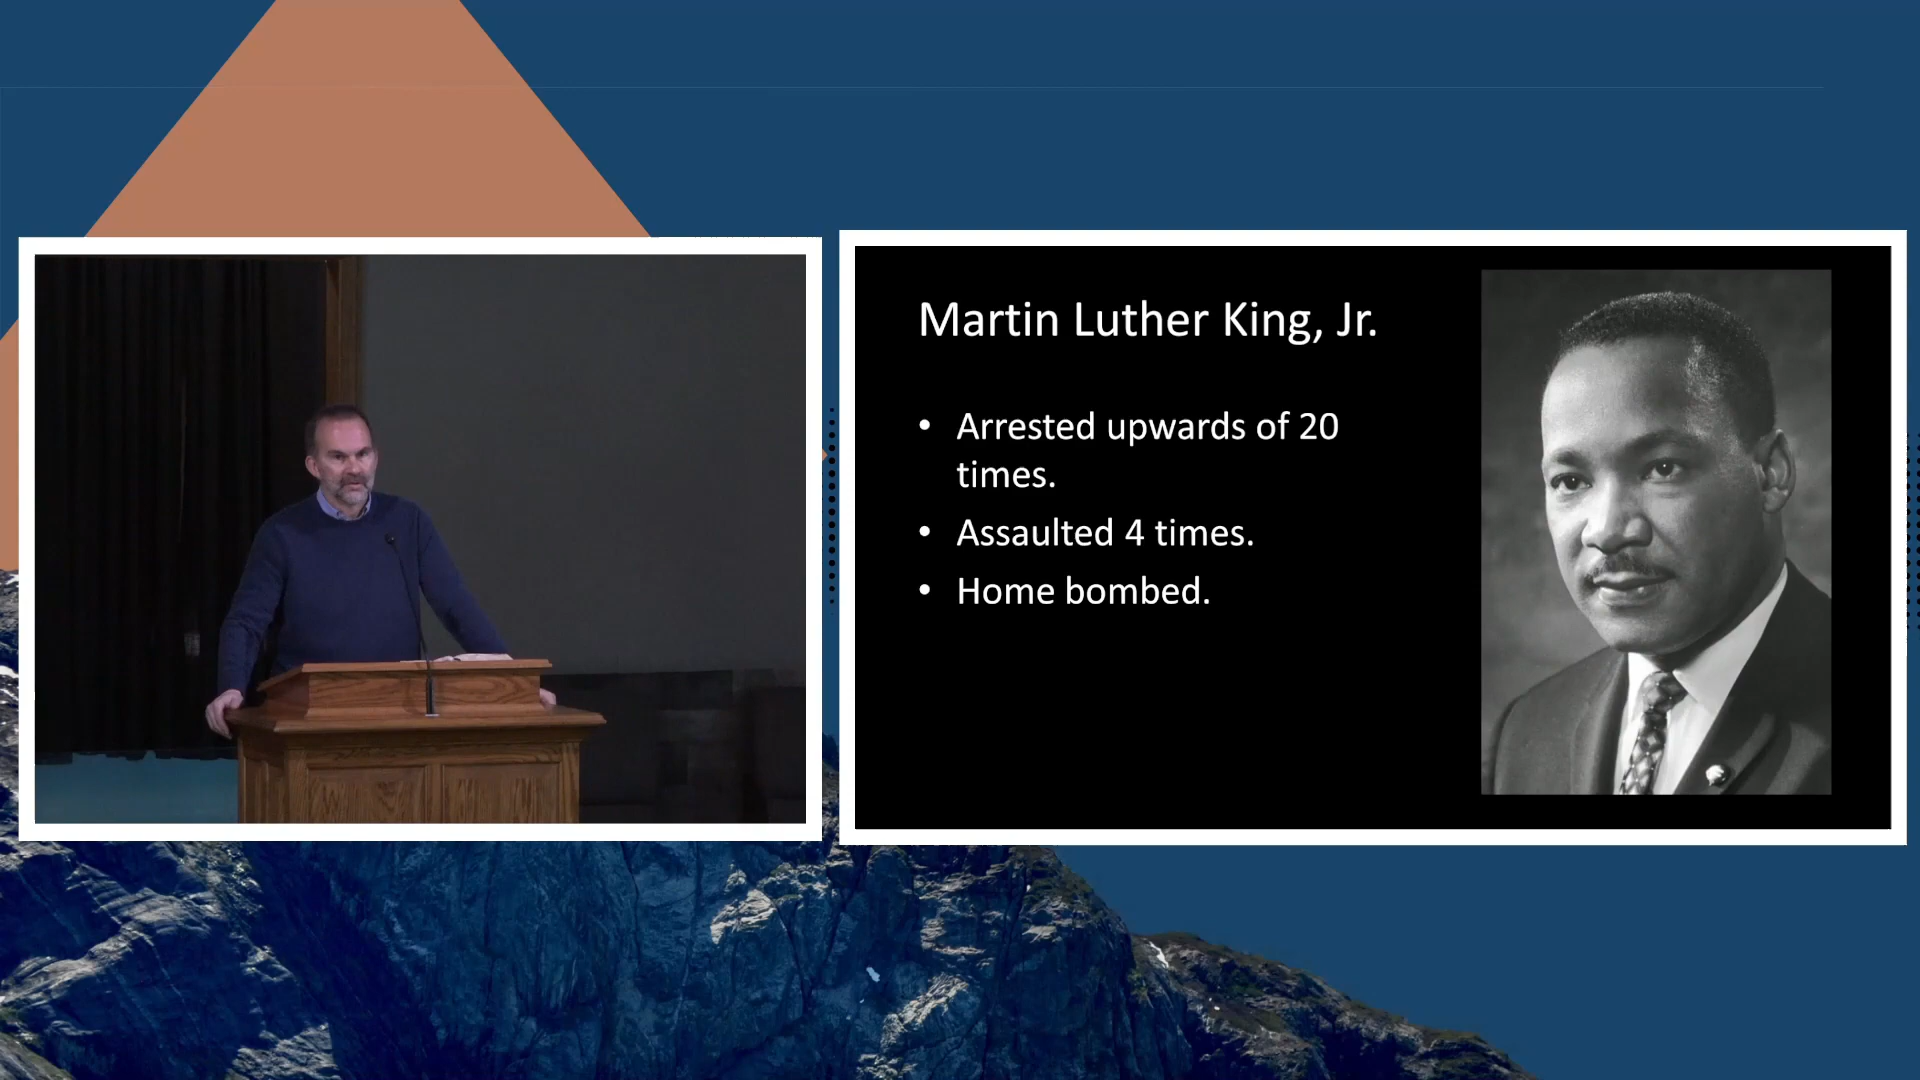 Martin Luther King, Jr.
• Arrested upwards of 20
times.
• Assaulted 4 times.
• Home bombed.